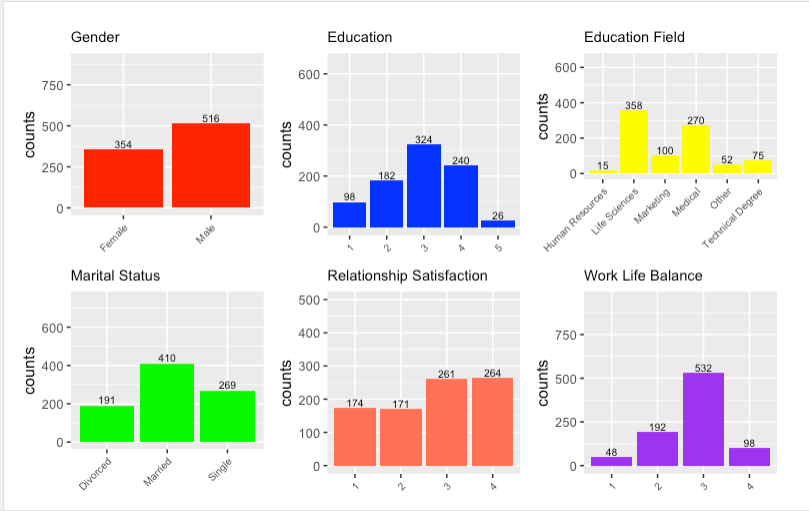 Gender
counts
750
500
250
0
354
516
Female
Male
Education
counts
600
400
200
0
98
182
324
240
26
1
2
3
4
5
Education Field
counts
600
400
200
0
15
358
100
270
52
75
Human Resources
Life Sciences
Marketing
Medical
Other
Technical Degree
Marital Status
counts
600
400
200
0
191
410
269
Divorced
Married
Single
Relationship Satisfaction
counts
500
400
300
200
100
0
174
171
261
264
1
2
3
4
Work Life Balance
counts
750
500
250
0
48
192
532
98
1
2
3
4